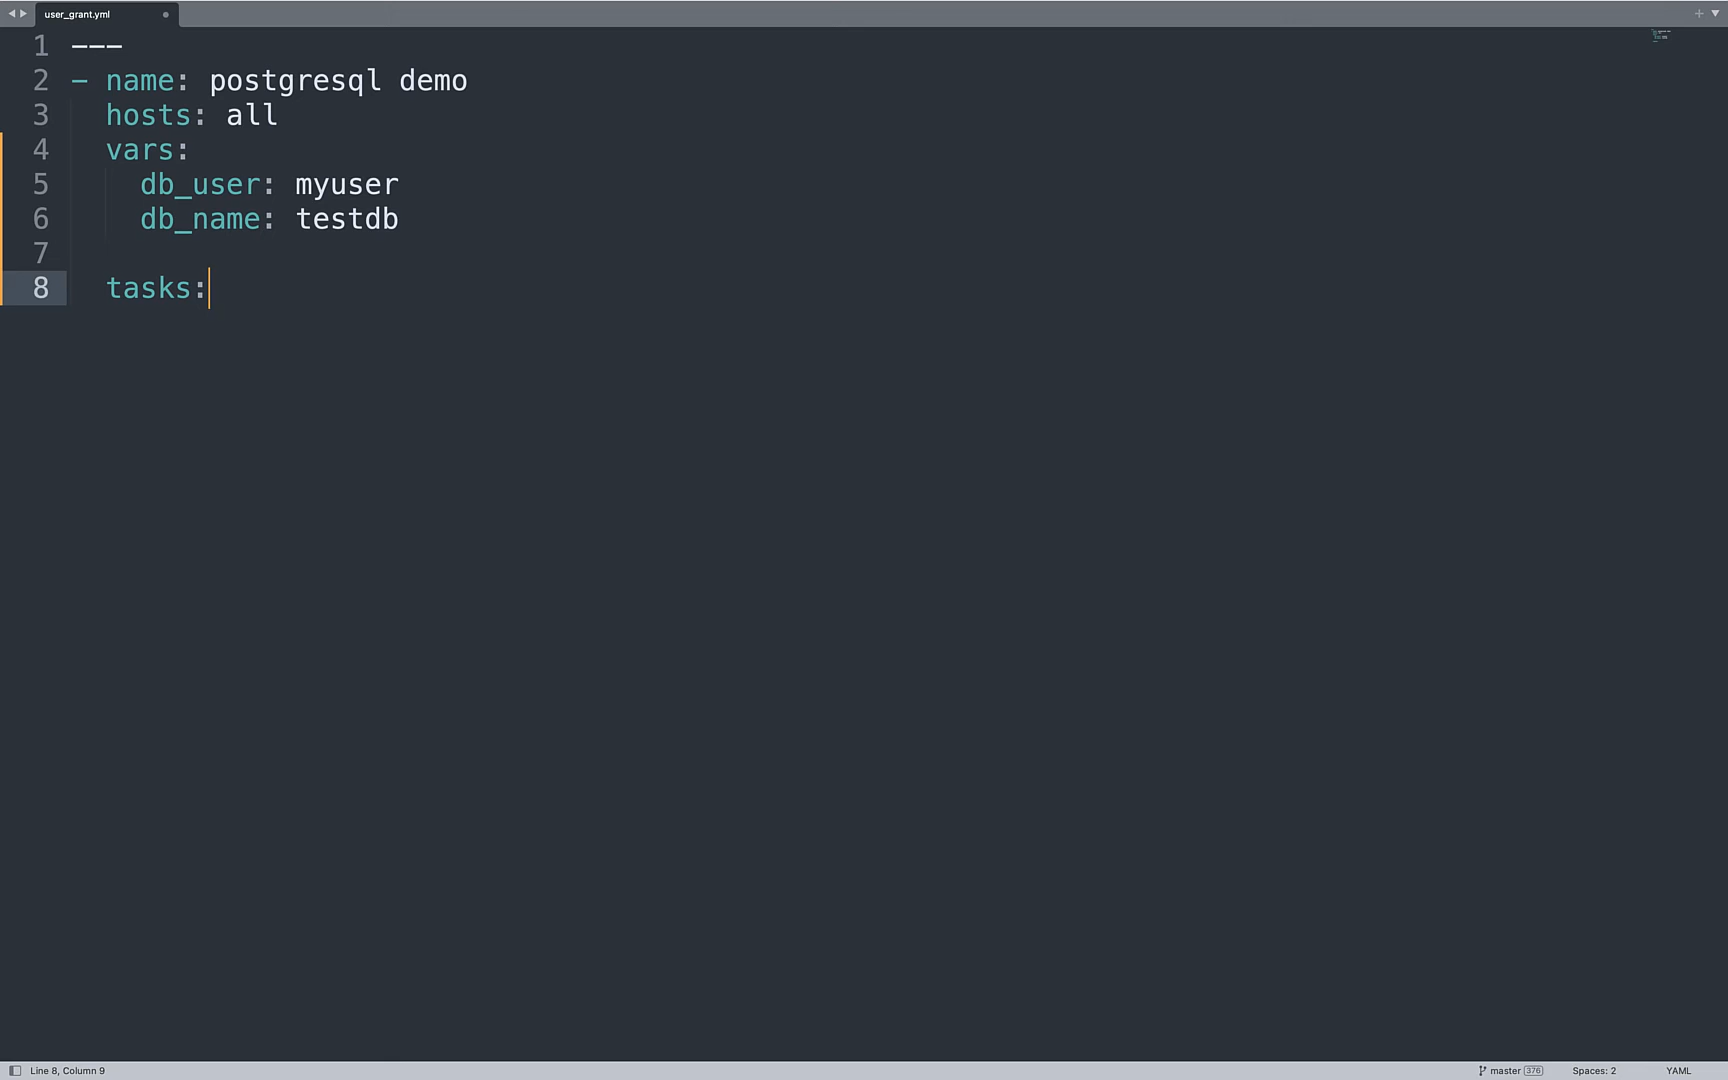 user_grant.yml
1 ---
2 - name: postgresql demo
3 hosts: all
4 vars:
5 db_user: myuser
6 db_name: testdb
7
8 tasks:
Line 8, Column 9 master 376 Spaces: 2 YAML